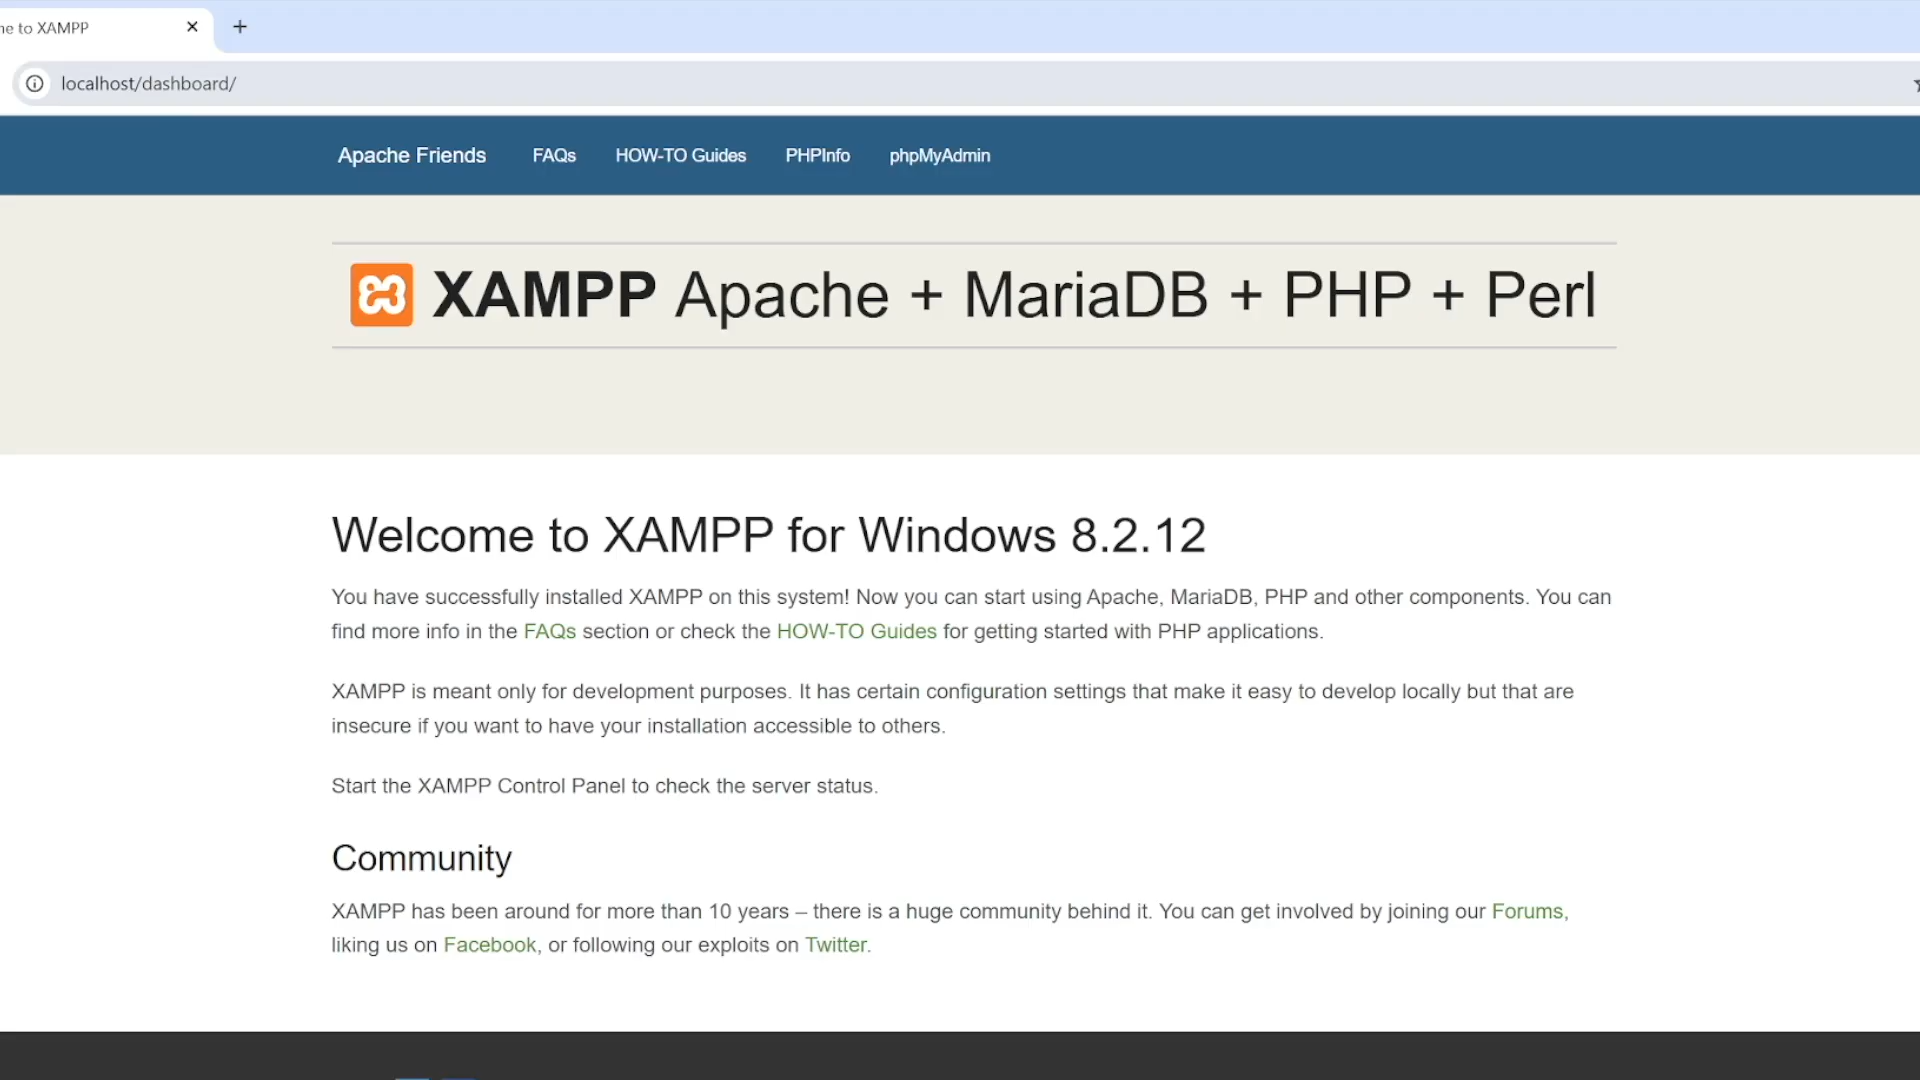 ne to XAMPP
localhost/dashboard/
Apache Friends FAQs HOW-TO Guides PHPInfo phpMyAdmin
XAMPP Apache + MariaDB + PHP + Perl
Welcome to XAMPP for Windows 8.2.12
You have successfully installed XAMPP on this system! Now you can start using Apache, MariaDB, PHP and other components. You can
find more info in the FAQs section or check the HOW-TO Guides for getting started with PHP applications.
XAMPP is meant only for development purposes. It has certain configuration settings that make it easy to develop locally but that are
insecure if you want to have your installation accessible to others.
Start the XAMPP Control Panel to check the server status.
Community
XAMPP has been around for more than 10 years – there is a huge community behind it. You can get involved by joining our Forums,
liking us on Facebook, or following our exploits on Twitter.